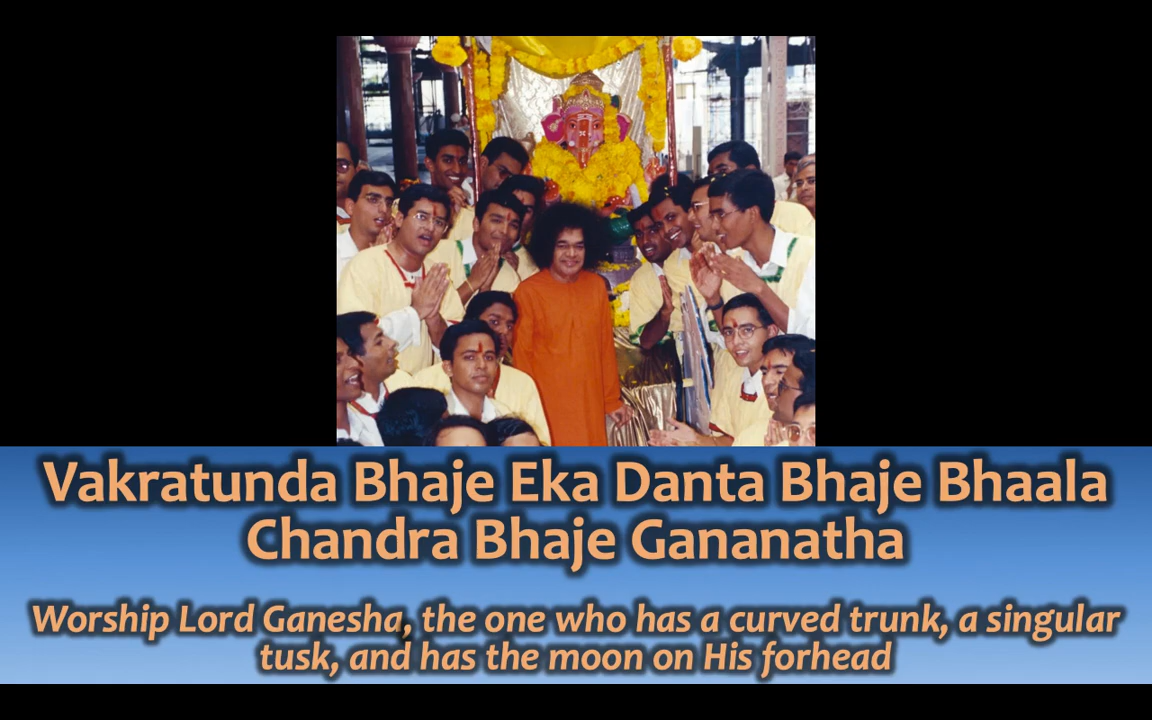 Vakratunda Bhaje Eka Danta Bhaje Bhaala
Chandra Bhaje Gananatha
Worship Lord Ganesha, the one who has a curved trunk, a singular
tusk, and has the moon on His forhead